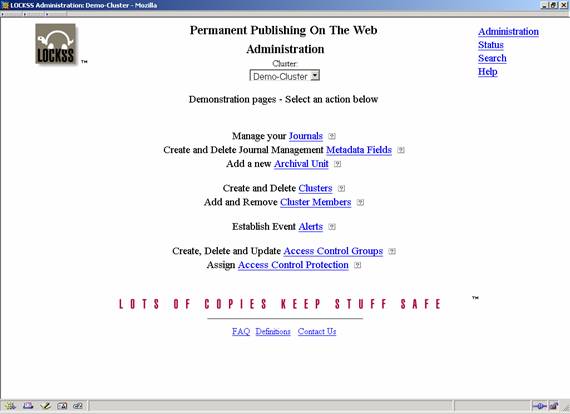 LOCKSS Administration: Demo-Cluster - Mozilla
LOCKSS
™
Permanent Publishing On The Web
Administration
Cluster:
Demo-Cluster
Administration
Status
Search
Help
Demonstration pages - Select an action below
Manage your Journals ?
Create and Delete Journal Management Metadata Fields ?
Add a new Archival Unit ?
Create and Delete Clusters ?
Add and Remove Cluster Members ?
Establish Event Alerts ?
Create, Delete and Update Access Control Groups ?
Assign Access Control Protection ?
LOTS OF COPIES KEEP STUFF SAFE ™
FAQ Definitions Contact Us